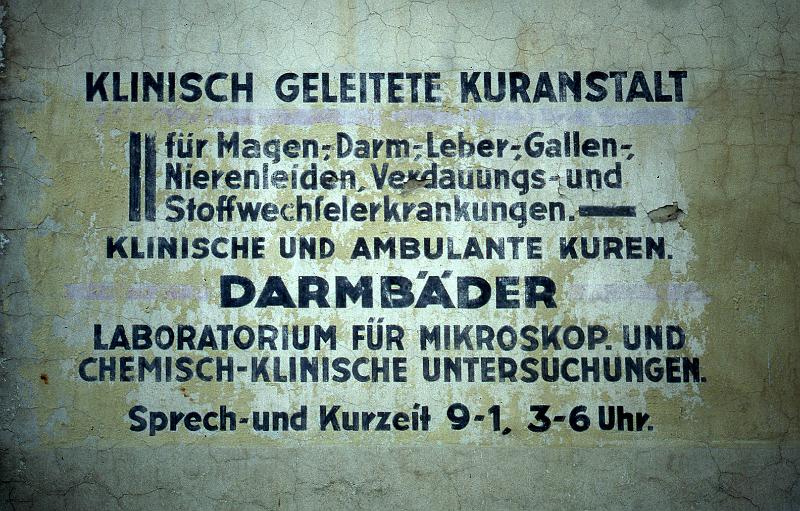 KLINISCH GELEITETE KURANSTALT
für Magen-, Darm-, Leber-, Gallen-,
Nierenleiden, Verdauungs- und
Stoffwechſelerkrankungen.
KLINISCHE UND AMBULANTE KUREN.
DARMBÄDER
LABORATORIUM FÜR MIKROSKOP. UND
CHEMISCH-KLINISCHE UNTERSUCHUNGEN.
Sprech- und Kurzeit 9-1, 3-6 Uhr.